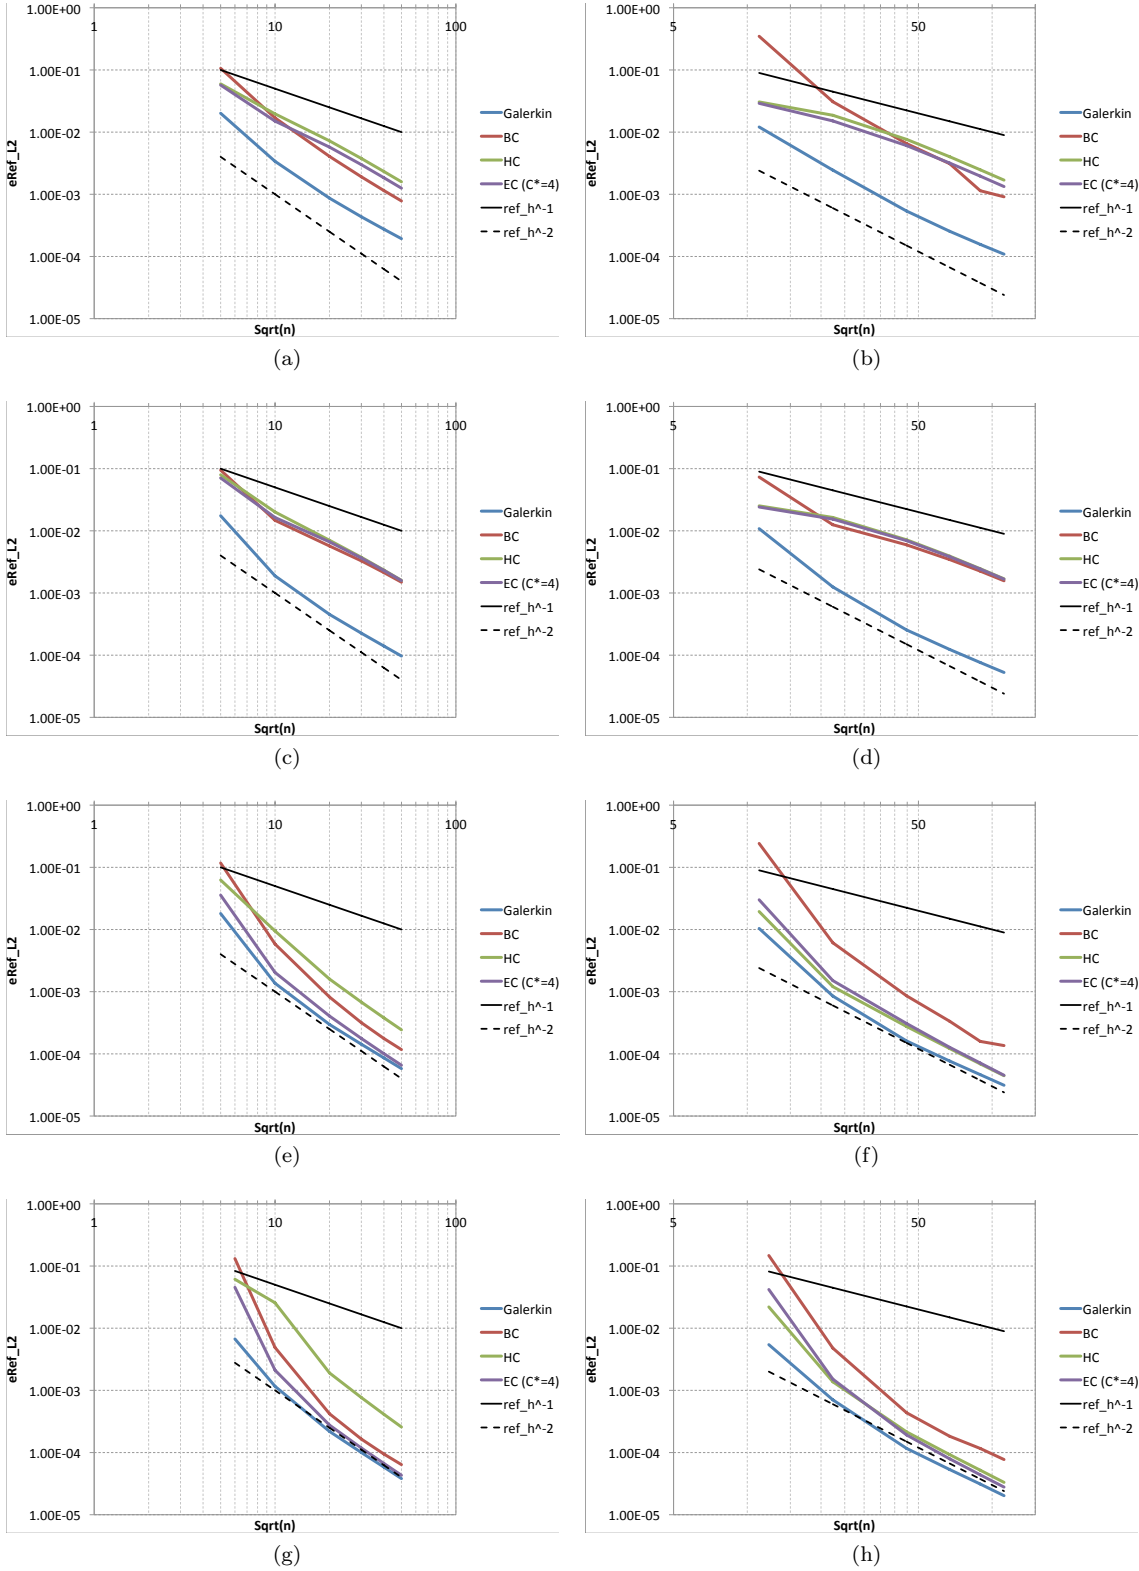 1.00E+00
1 10 100
1.00E-01
1.00E-02
1.00E-03
1.00E-04
1.00E-05
eRef_L2
Sqrt(n)
Galerkin
BC
HC
EC (C*=4)
ref_h^-1
ref_h^-2
(a)
1.00E+00
5 50
1.00E-01
1.00E-02
1.00E-03
1.00E-04
1.00E-05
eRef_L2
Sqrt(n)
Galerkin
BC
HC
EC (C*=4)
ref_h^-1
ref_h^-2
(b)
1.00E+00
1 10 100
1.00E-01
1.00E-02
1.00E-03
1.00E-04
1.00E-05
eRef_L2
Sqrt(n)
Galerkin
BC
HC
EC (C*=4)
ref_h^-1
ref_h^-2
(c)
1.00E+00
5 50
1.00E-01
1.00E-02
1.00E-03
1.00E-04
1.00E-05
eRef_L2
Sqrt(n)
Galerkin
BC
HC
EC (C*=4)
ref_h^-1
ref_h^-2
(d)
1.00E+00
1 10 100
1.00E-01
1.00E-02
1.00E-03
1.00E-04
1.00E-05
eRef_L2
Sqrt(n)
Galerkin
BC
HC
EC (C*=4)
ref_h^-1
ref_h^-2
(e)
1.00E+00
5 50
1.00E-01
1.00E-02
1.00E-03
1.00E-04
1.00E-05
eRef_L2
Sqrt(n)
Galerkin
BC
HC
EC (C*=4)
ref_h^-1
ref_h^-2
(f)
1.00E+00
1 10 100
1.00E-01
1.00E-02
1.00E-03
1.00E-04
1.00E-05
eRef_L2
Sqrt(n)
Galerkin
BC
HC
EC (C*=4)
ref_h^-1
ref_h^-2
(g)
1.00E+00
5 50
1.00E-01
1.00E-02
1.00E-03
1.00E-04
1.00E-05
eRef_L2
Sqrt(n)
Galerkin
BC
HC
EC (C*=4)
ref_h^-1
ref_h^-2
(h)